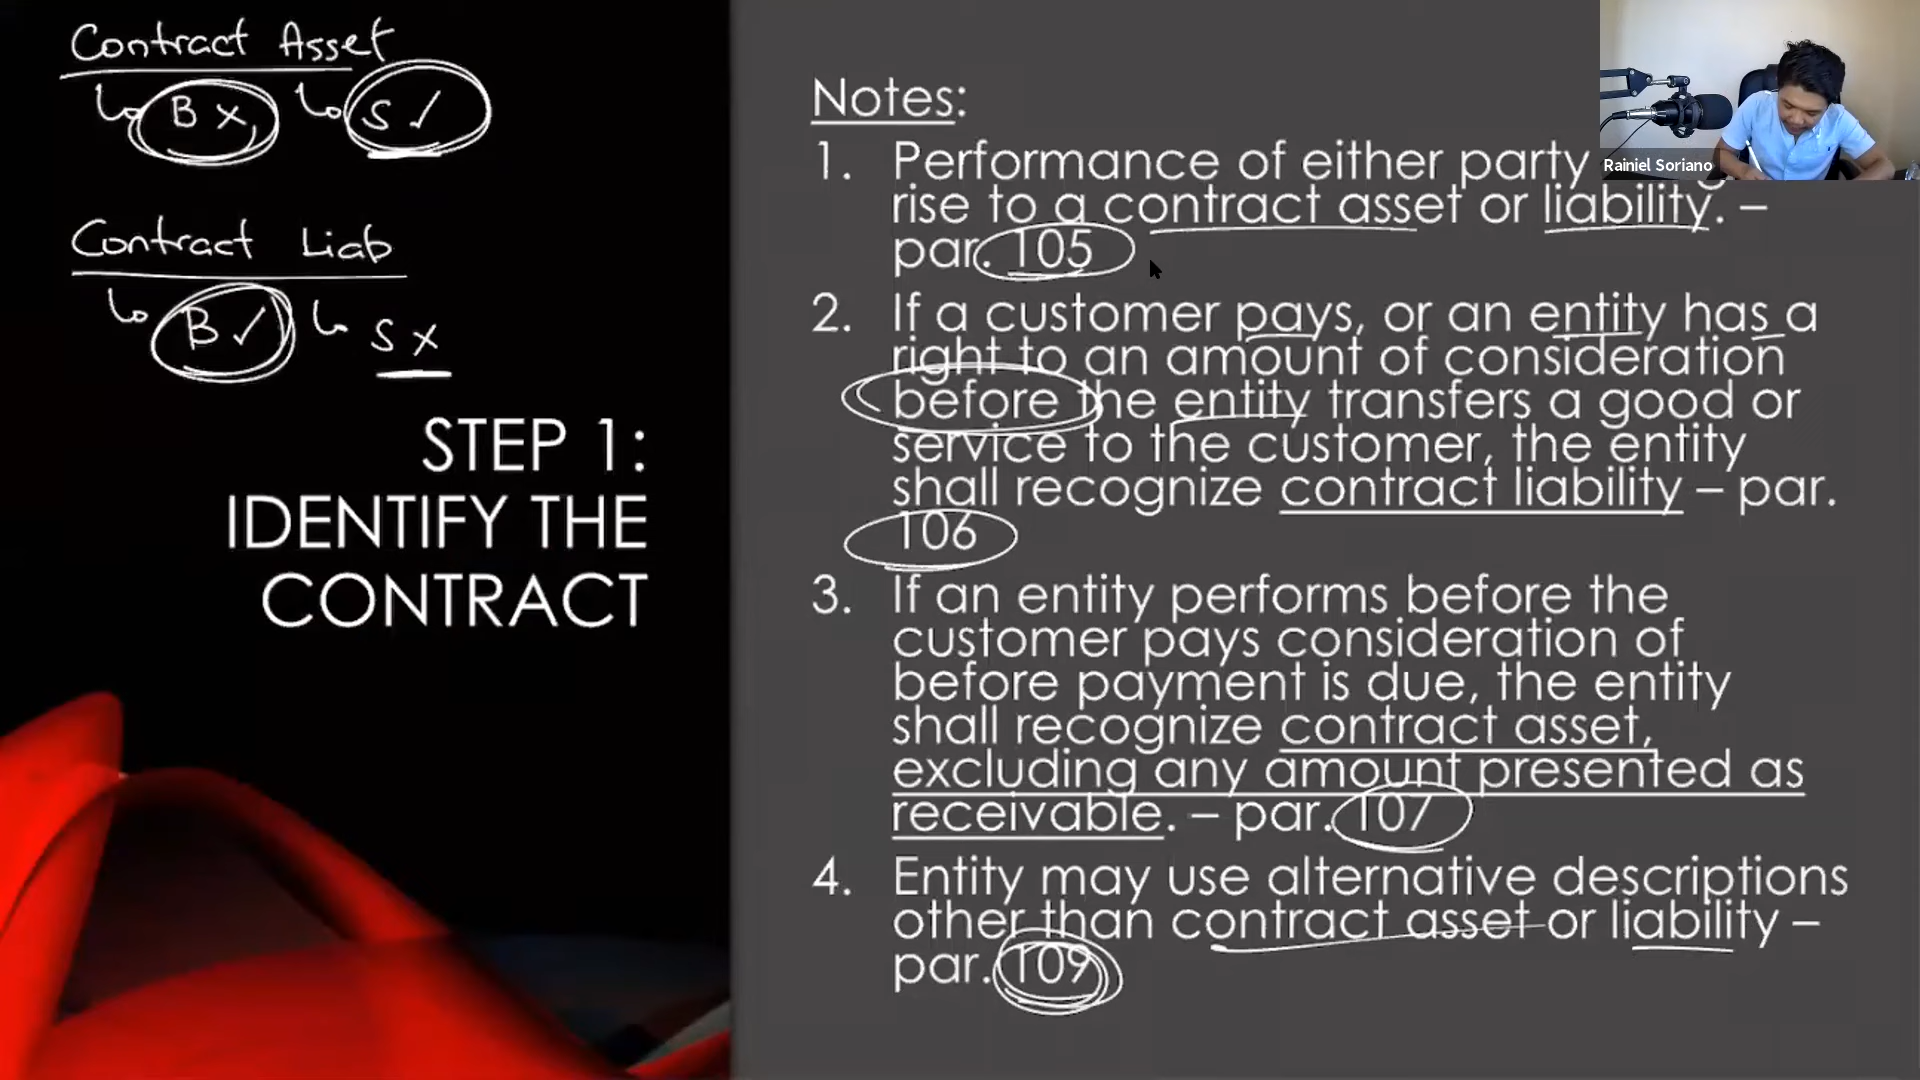 Contract Asset
↳ B x ↳ S ✓
Contract Liab
↳ B ✓ ↳ S x
STEP 1:
IDENTIFY THE
CONTRACT
Notes:
1. Performance of either party
rise to a contract asset or liability. –
par. 105
2. If a customer pays, or an entity has a
right to an amount of consideration
before the entity transfers a good or
service to the customer, the entity
shall recognize contract liability – par.
106
3. If an entity performs before the
customer pays consideration of
before payment is due, the entity
shall recognize contract asset,
excluding any amount presented as
receivable. – par. 107
4. Entity may use alternative descriptions
other than contract asset or liability –
par. 109
Rainiel Soriano